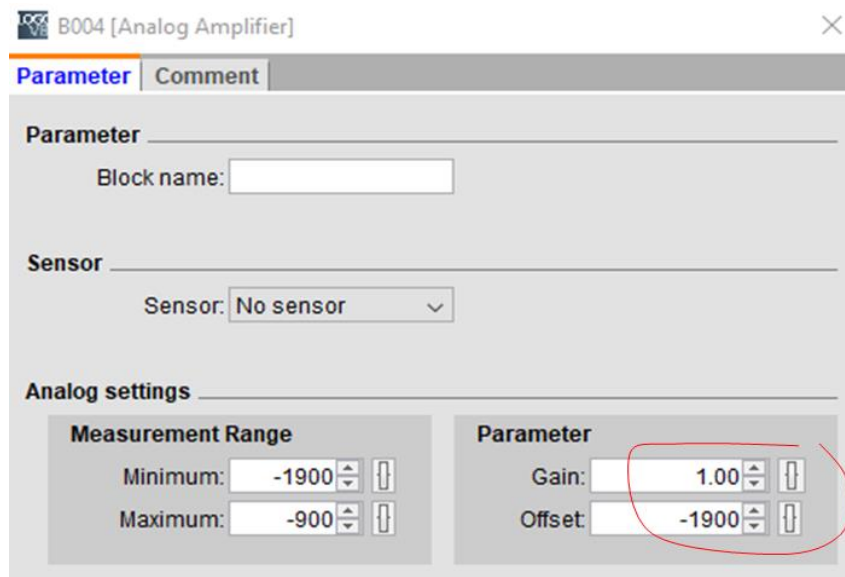 B004 [Analog Amplifier]
Parameter Comment
Parameter
Block name:
Sensor
Sensor: No sensor
Analog settings
Measurement Range
Minimum: -1900
Maximum: -900
Parameter
Gain: 1.00
Offset: -1900